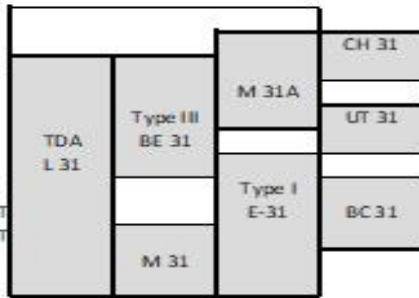 CH 31
M 31A
Type III
BE 31
UT 31
TDA
L 31
Type I
E-31
BC 31
T
T
M 31